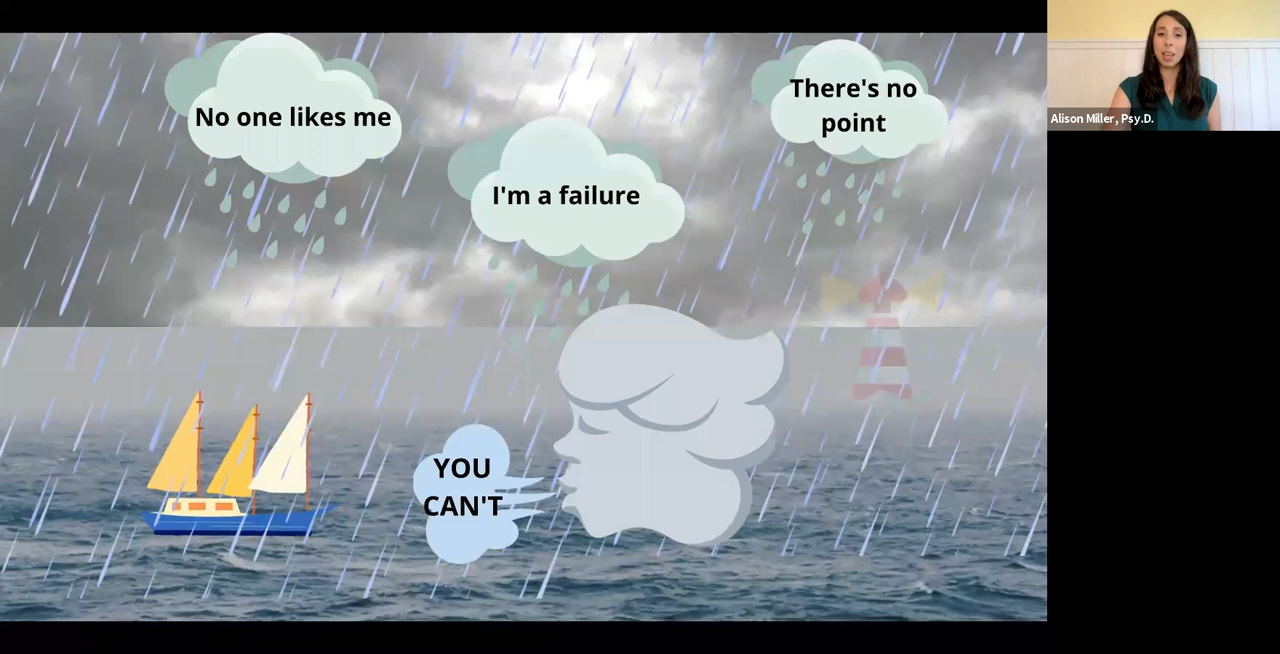 No one likes me
There's no
point
I'm a failure
YOU
CAN'T
Alison Miller, Psy.D.